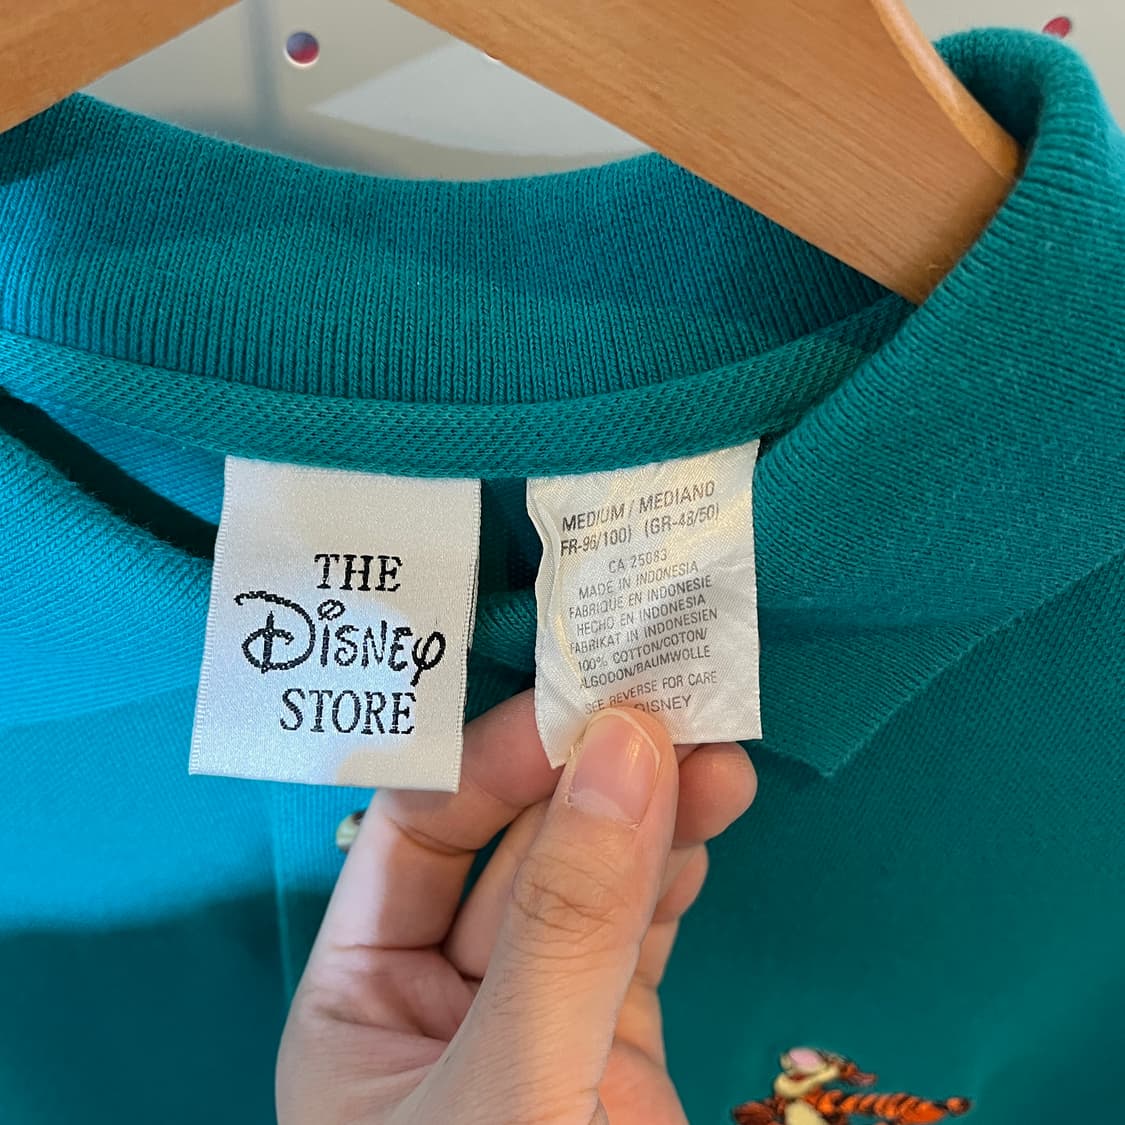 THE
DISNEY
STORE
MEDIUM / MEDIANO
FR-96/100) (GR-48/50)
CA 25083
MADE IN INDONESIA
FABRIQUE EN INDONESIE
HECHO EN INDONESIA
FABRIKAT IN INDONESIEN
100% COTTON/COTON/
ALGODON/BAUMWOLLE
SEE REVERSE FOR CARE
DISNEY